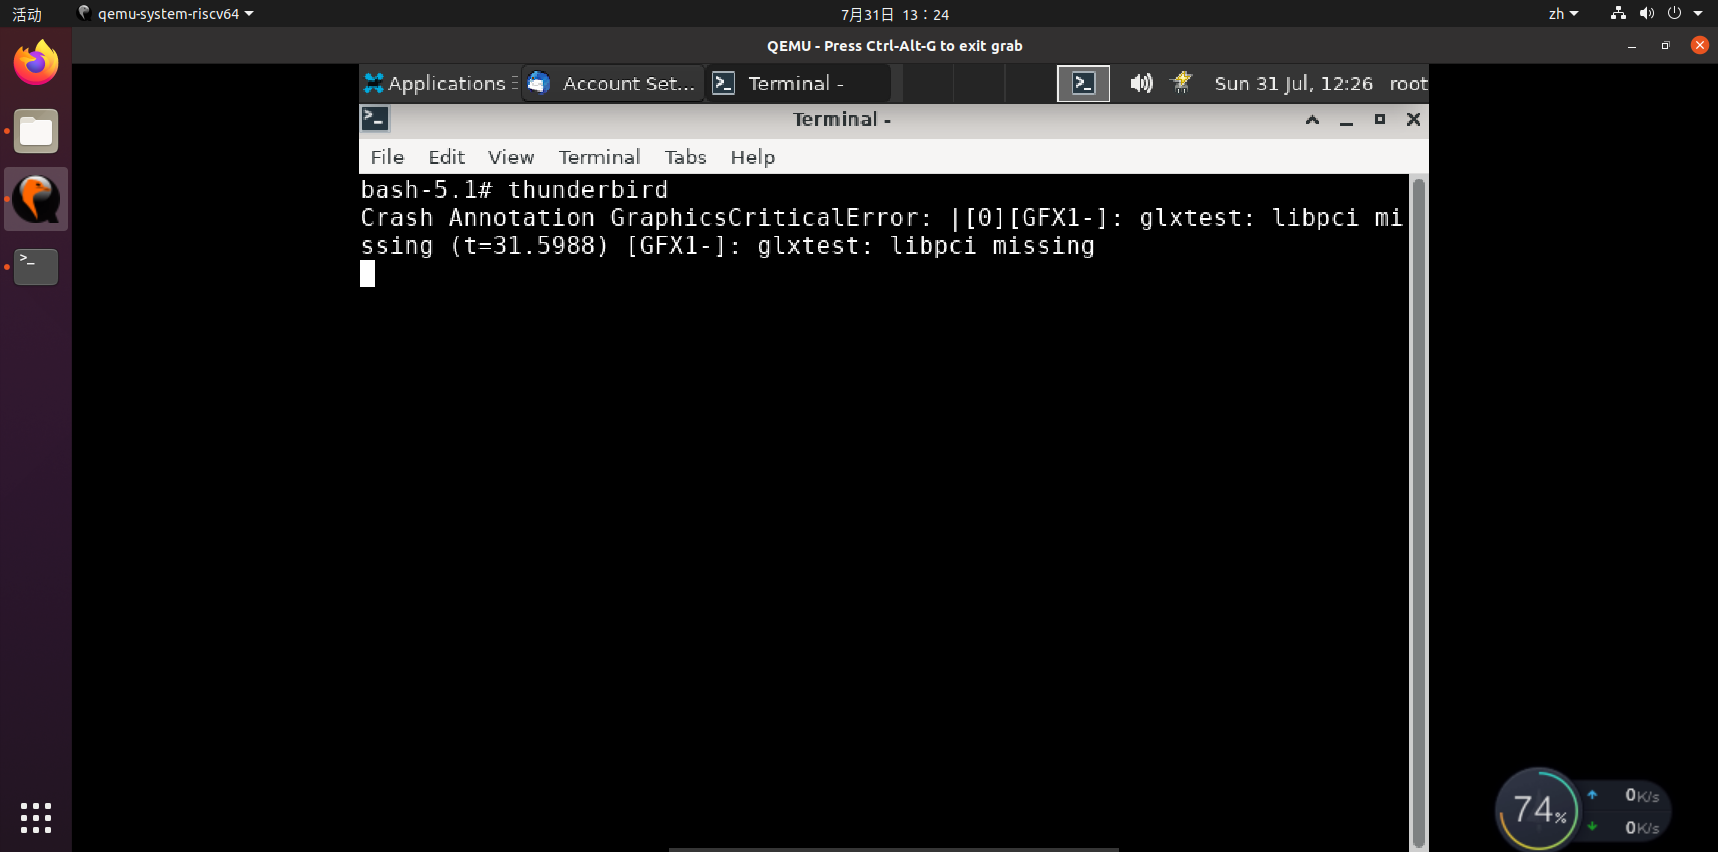 活动
qemu-system-riscv64
7月31日 13：24
zh
QEMU - Press Ctrl-Alt-G to exit grab
Applications
Account Set...
Terminal -
Sun 31 Jul, 12:26
root
Terminal -
File Edit View Terminal Tabs Help
bash-5.1# thunderbird
Crash Annotation GraphicsCriticalError: |[0][GFX1-]: glxtest: libpci mi
ssing (t=31.5988) [GFX1-]: glxtest: libpci missing
74%
0K/s
0K/s